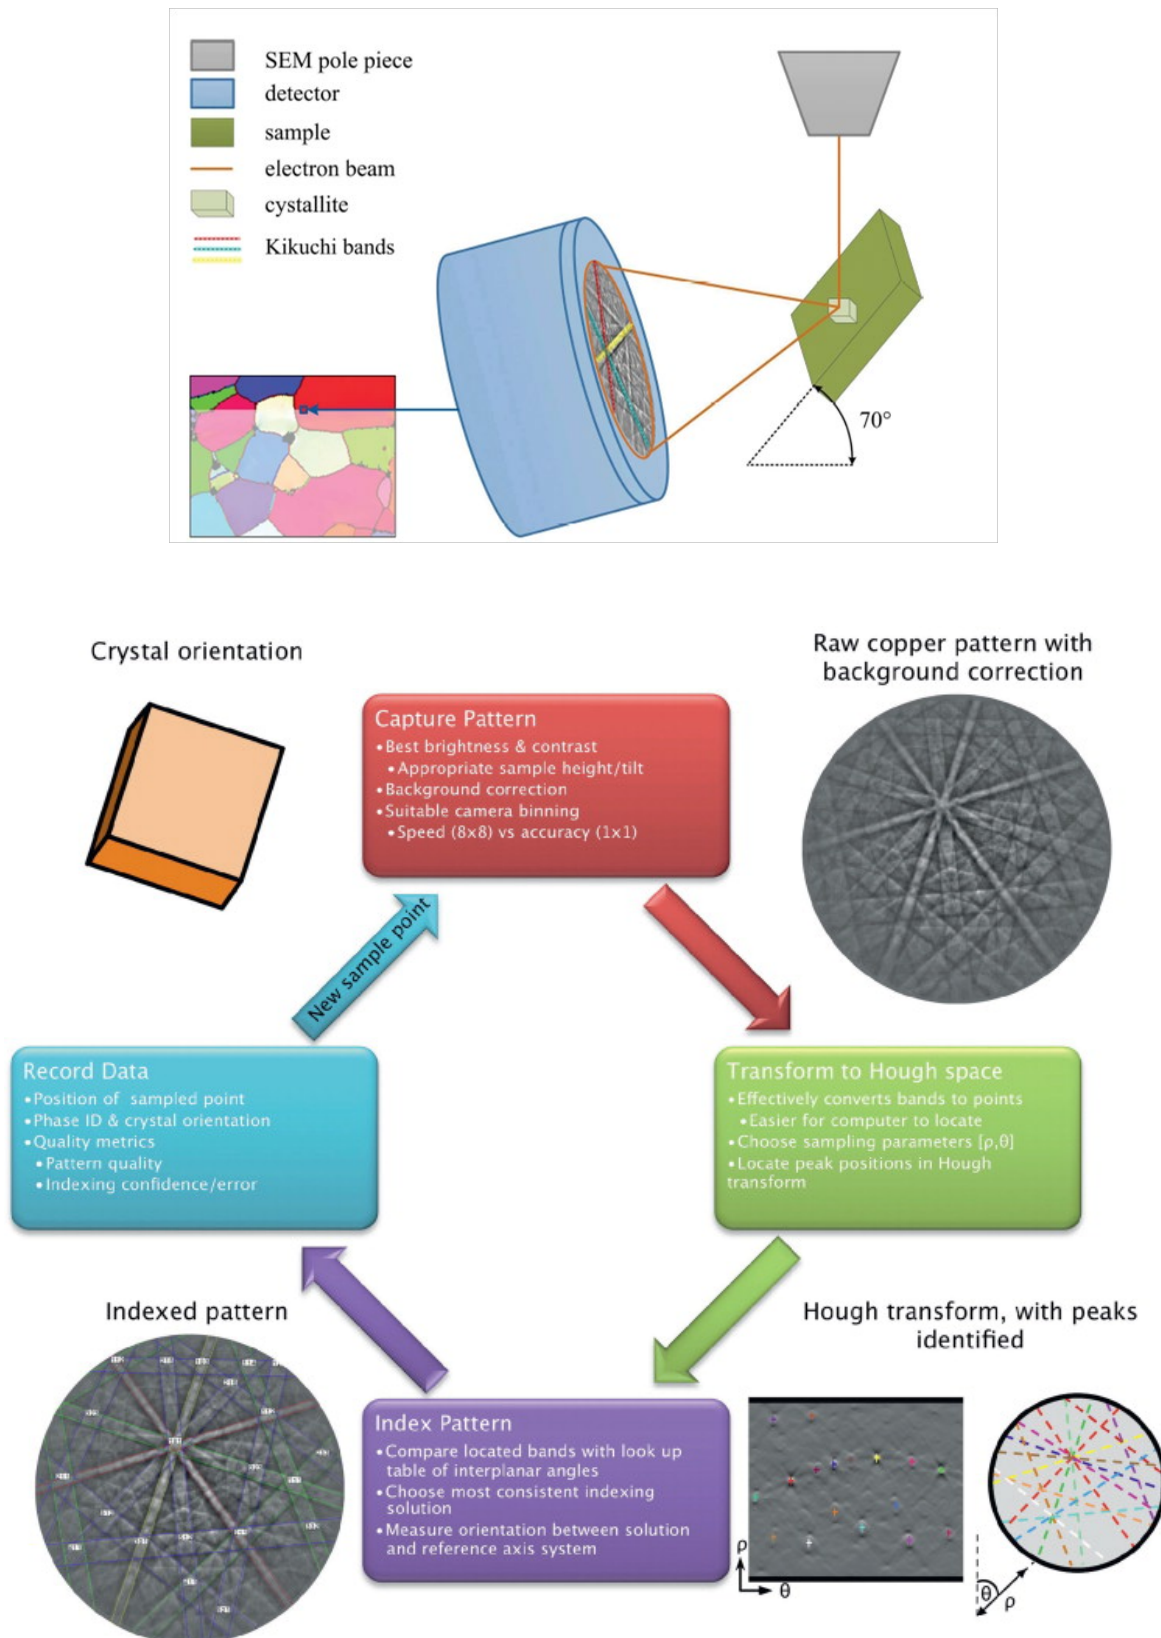 SEM pole piece
detector
sample
electron beam
cystallite
Kikuchi bands
70°
Crystal orientation
Raw copper pattern with
background correction
Capture Pattern
• Best brightness & contrast
• Appropriate sample height/tilt
• Background correction
• Suitable camera binning
• Speed (8x8) vs accuracy (1x1)
New sample point
Record Data
• Position of sampled point
• Phase ID & crystal orientation
• Quality metrics
• Pattern quality
• Indexing confidence/error
Transform to Hough space
• Effectively converts bands to points
• Easier for computer to locate
• Choose sampling parameters [ρ,θ]
• Locate peak positions in Hough
transform
Indexed pattern
Hough transform, with peaks
identified
Index Pattern
• Compare located bands with look up
table of interplanar angles
• Choose most consistent indexing
solution
• Measure orientation between solution
and reference axis system
ρ
θ
θ
ρ